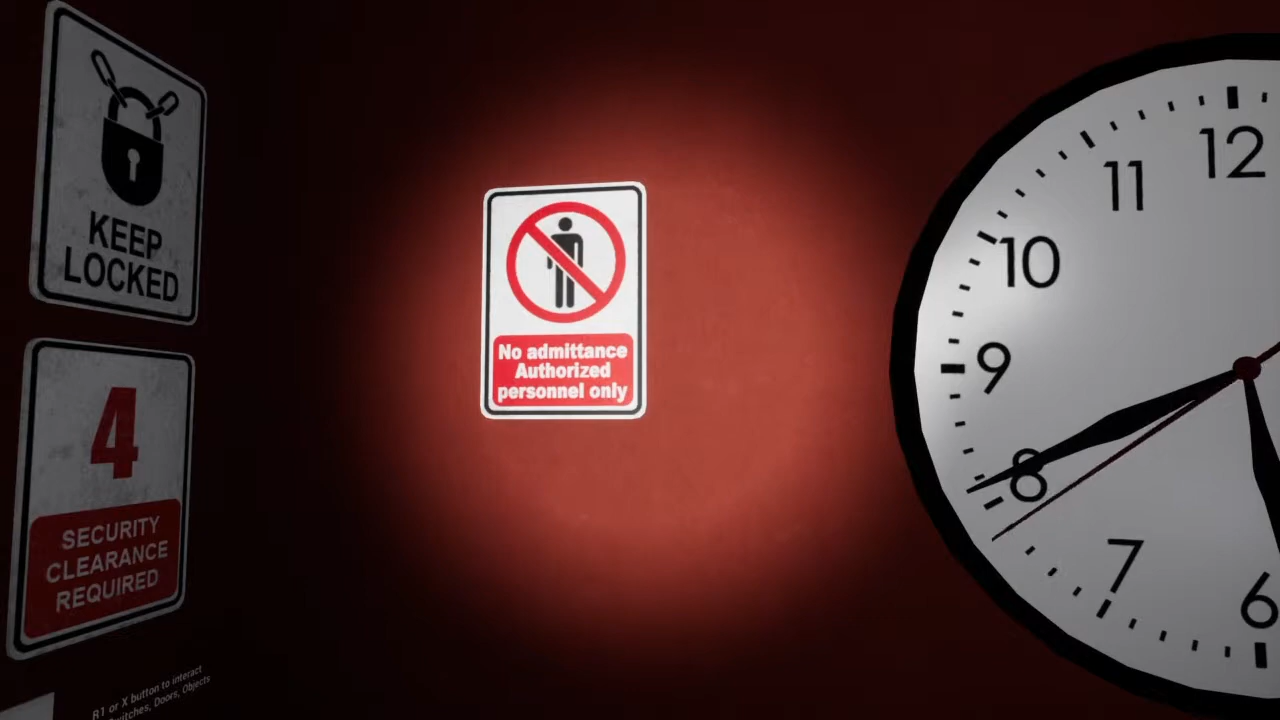 KEEP
LOCKED
4
SECURITY
CLEARANCE
REQUIRED
R1 or X button to interact
Switches, Doors, Objects
No admittance
Authorized
personnel only
12
11
10
9
8
7
6